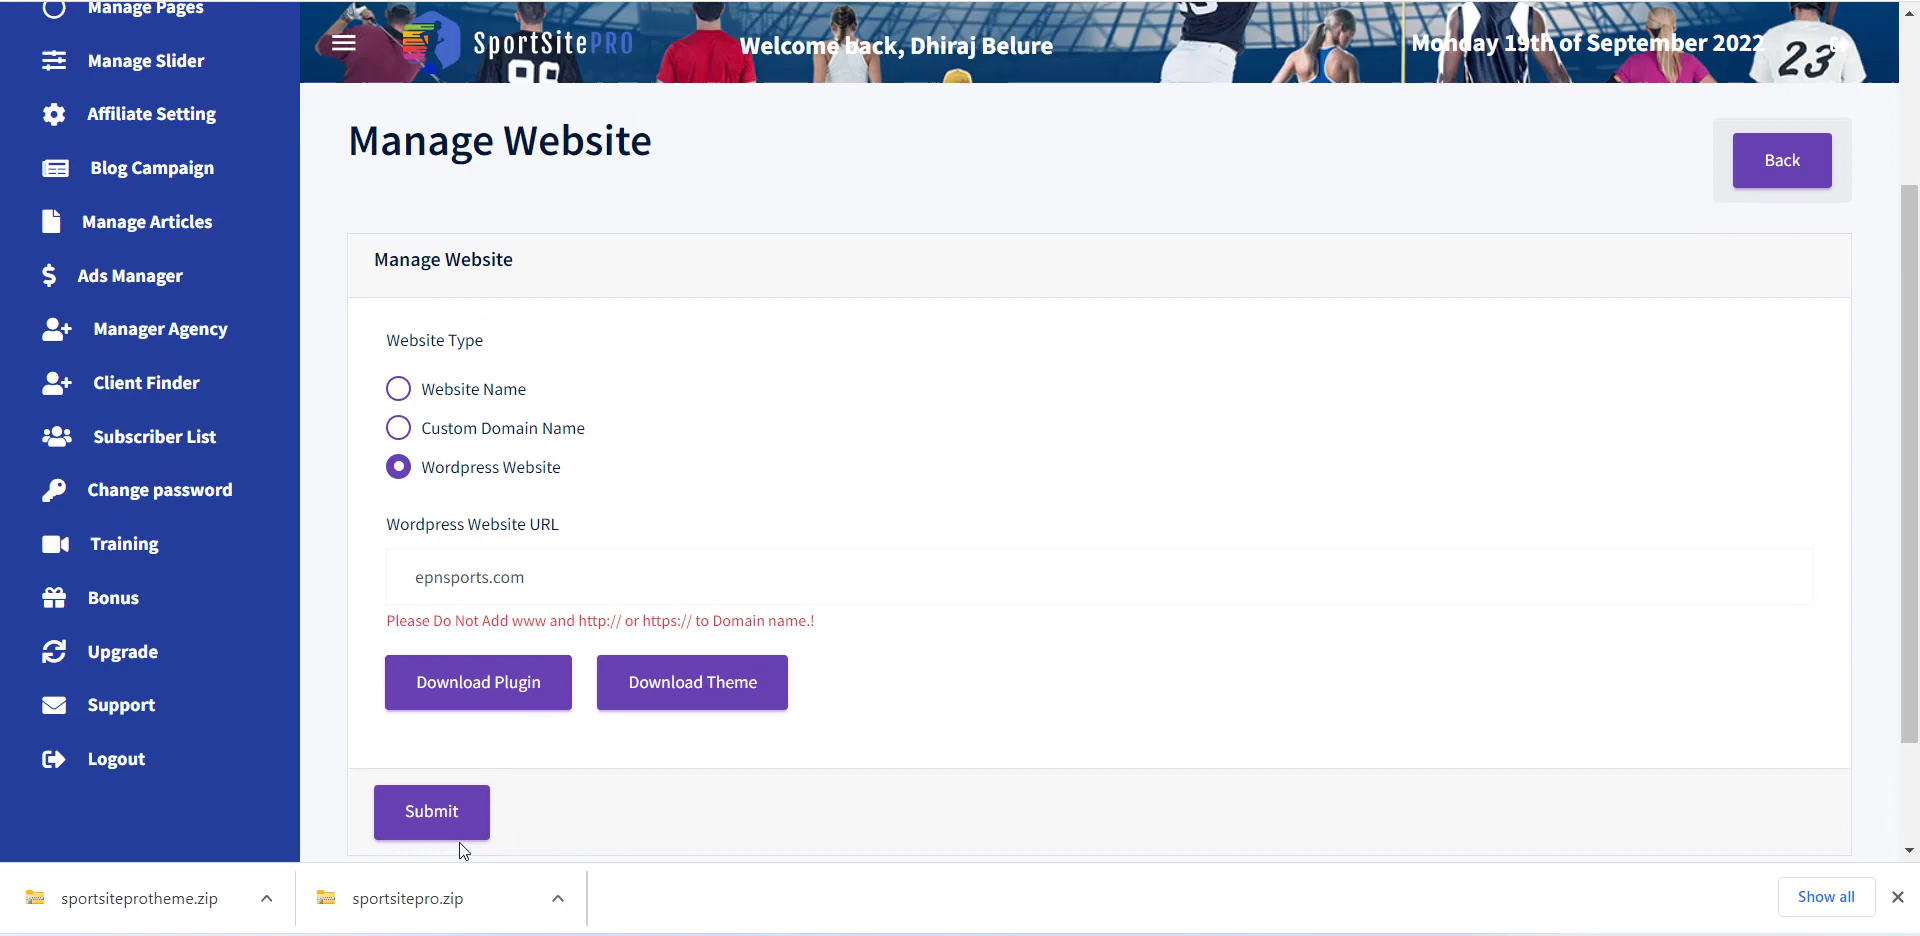 Manage Pages
Manage Slider
Affiliate Setting
Blog Campaign
Manage Articles
Ads Manager
Manager Agency
Client Finder
Subscriber List
Change password
Training
Bonus
Upgrade
Support
Logout
SportSitePRO
Welcome back, Dhiraj Belure
Monday 19th of September 2022
98
23
Manage Website
Back
Manage Website
Website Type
Website Name
Custom Domain Name
Wordpress Website
Wordpress Website URL
epnsports.com
Please Do Not Add www and http:// or https:// to Domain name.!
Download Plugin
Download Theme
Submit
sportsiteprotheme.zip
sportsitepro.zip
Show all